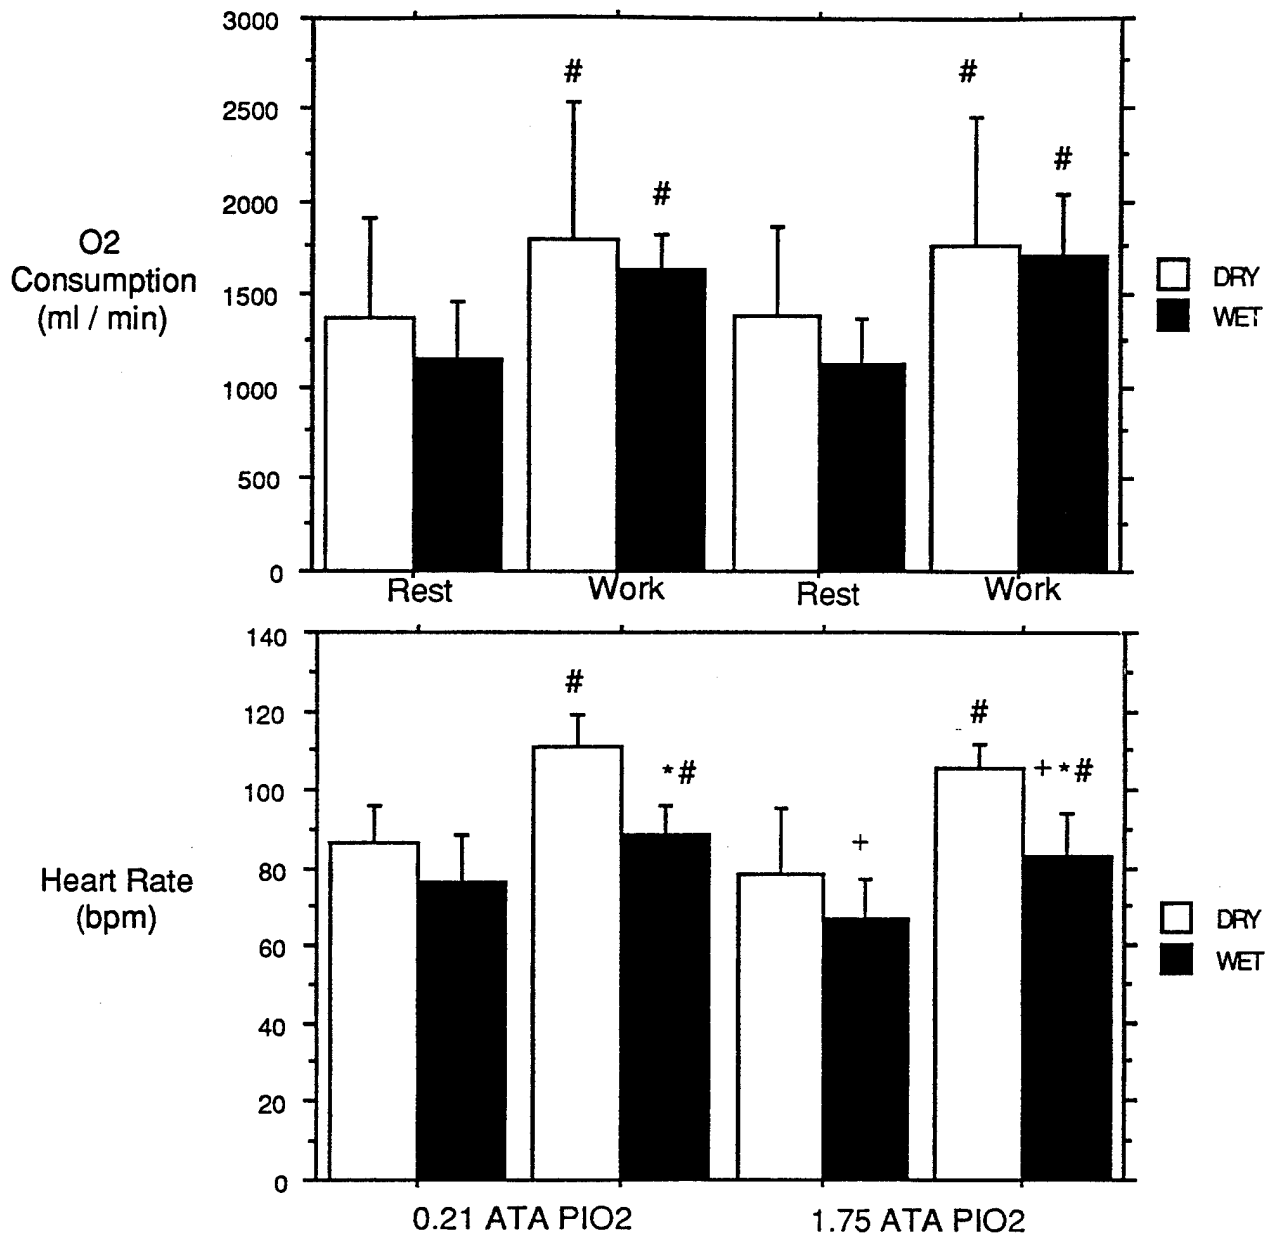 3000
2500
2000
1500
1000
500
0
O2
Consumption
(ml / min)
#
#
#
#
DRY
WET
Rest
Work
Rest
Work
140
120
100
80
60
40
20
0
Heart Rate
(bpm)
#
*#
+
#
+*#
DRY
WET
0.21 ATA PIO2
1.75 ATA PIO2